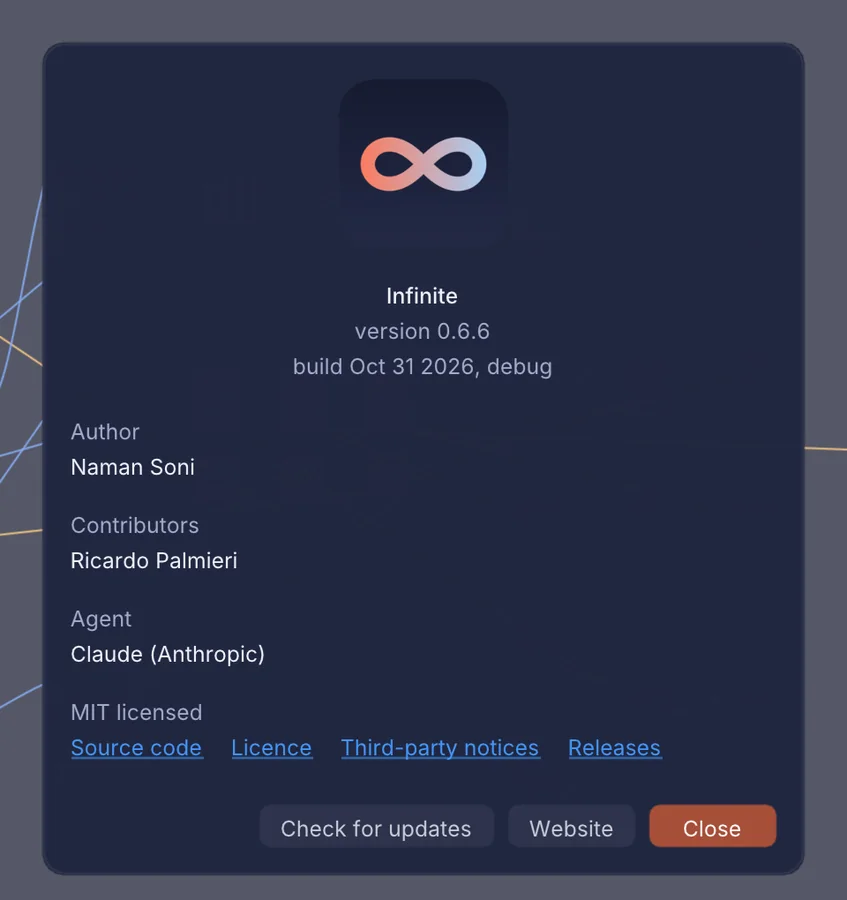 Infinite
version 0.6.6
build Oct 31 2026, debug
Author
Naman Soni
Contributors
Ricardo Palmieri
Agent
Claude (Anthropic)
MIT licensed
Source code Licence Third-party notices Releases
Check for updates Website Close